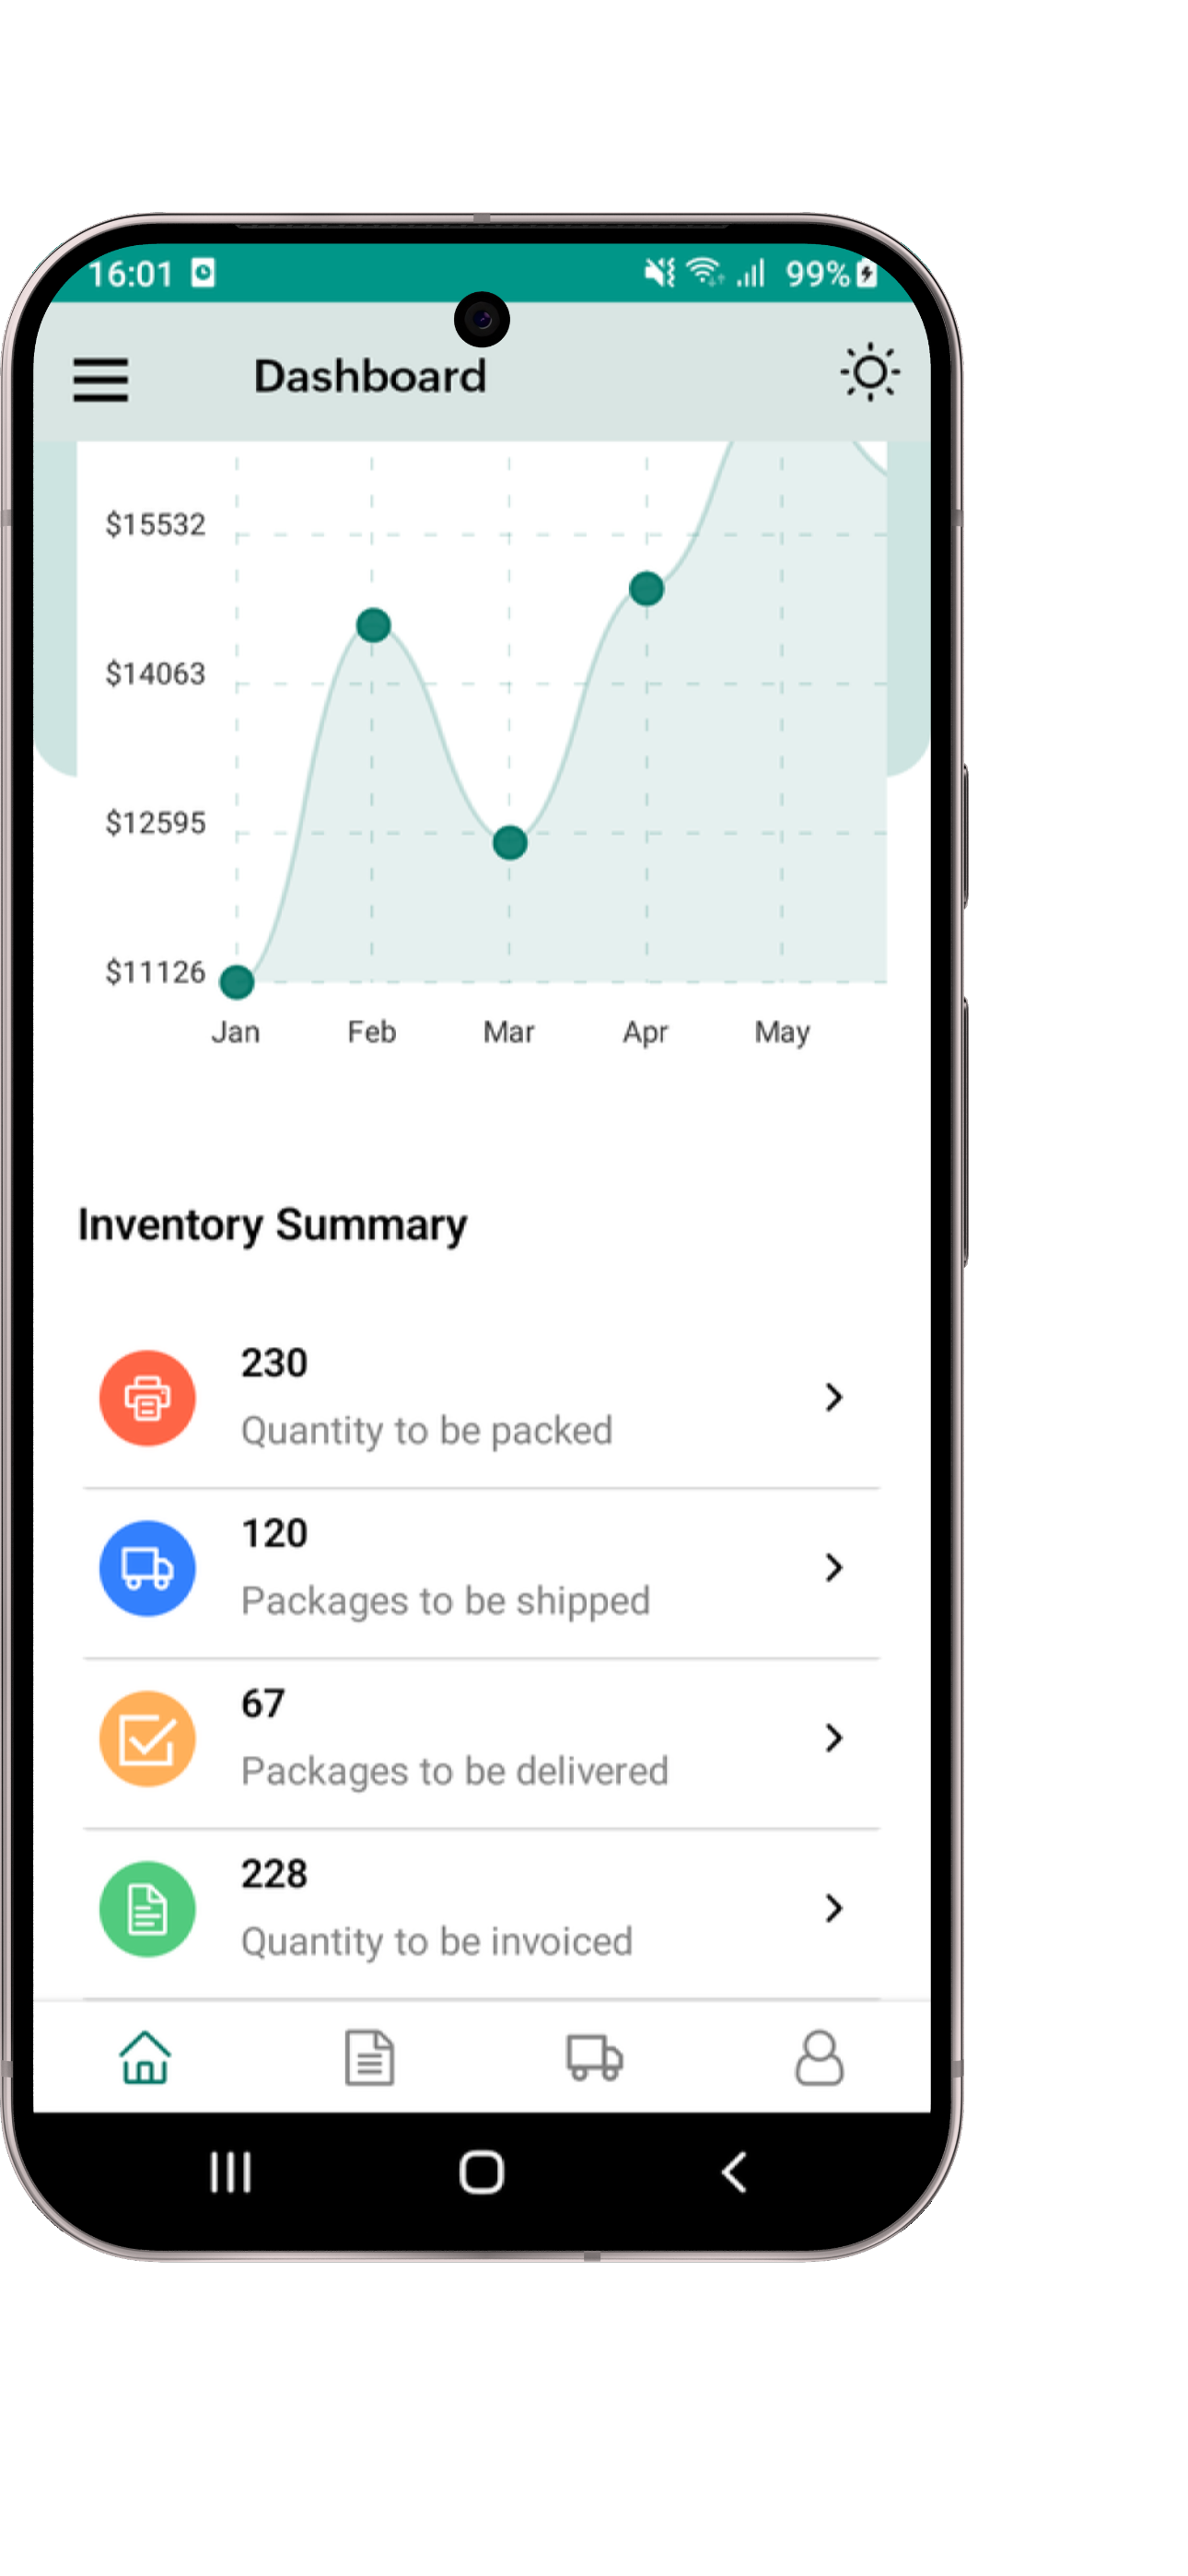 16:01 99%
Dashboard
$15532
$14063
$12595
$11126
Jan Feb Mar Apr May
Inventory Summary
230
Quantity to be packed
120
Packages to be shipped
67
Packages to be delivered
228
Quantity to be invoiced